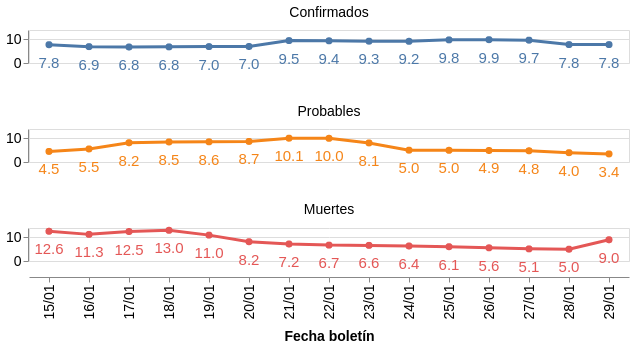 Confirmados
10
0
7.8 6.9 6.8 6.8 7.0 7.0 9.5 9.4 9.3 9.2 9.8 9.9 9.7 7.8 7.8
Probables
10
0
4.5 5.5 8.2 8.5 8.6 8.7 10.1 10.0 8.1 5.0 5.0 4.9 4.8 4.0 3.4
Muertes
10
0
12.6 11.3 12.5 13.0 11.0 8.2 7.2 6.7 6.6 6.4 6.1 5.6 5.1 5.0 9.0
15/01 16/01 17/01 18/01 19/01 20/01 21/01 22/01 23/01 24/01 25/01 26/01 27/01 28/01 29/01
Fecha boletín